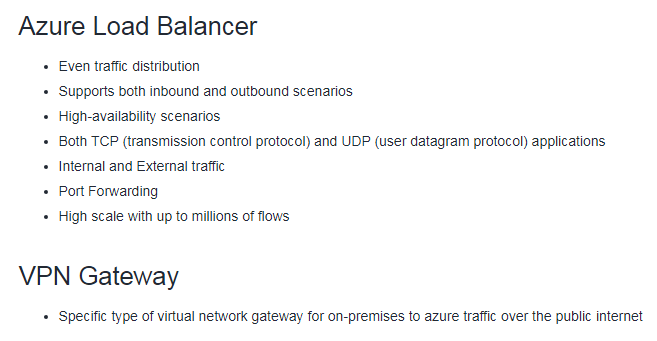 Azure Load Balancer
Even traffic distribution
Supports both inbound and outbound scenarios
High-availability scenarios
Both TCP (transmission control protocol) and UDP (user datagram protocol) applications
Internal and External traffic
Port Forwarding
High scale with up to millions of flows
VPN Gateway
Specific type of virtual network gateway for on-premises to azure traffic over the public internet